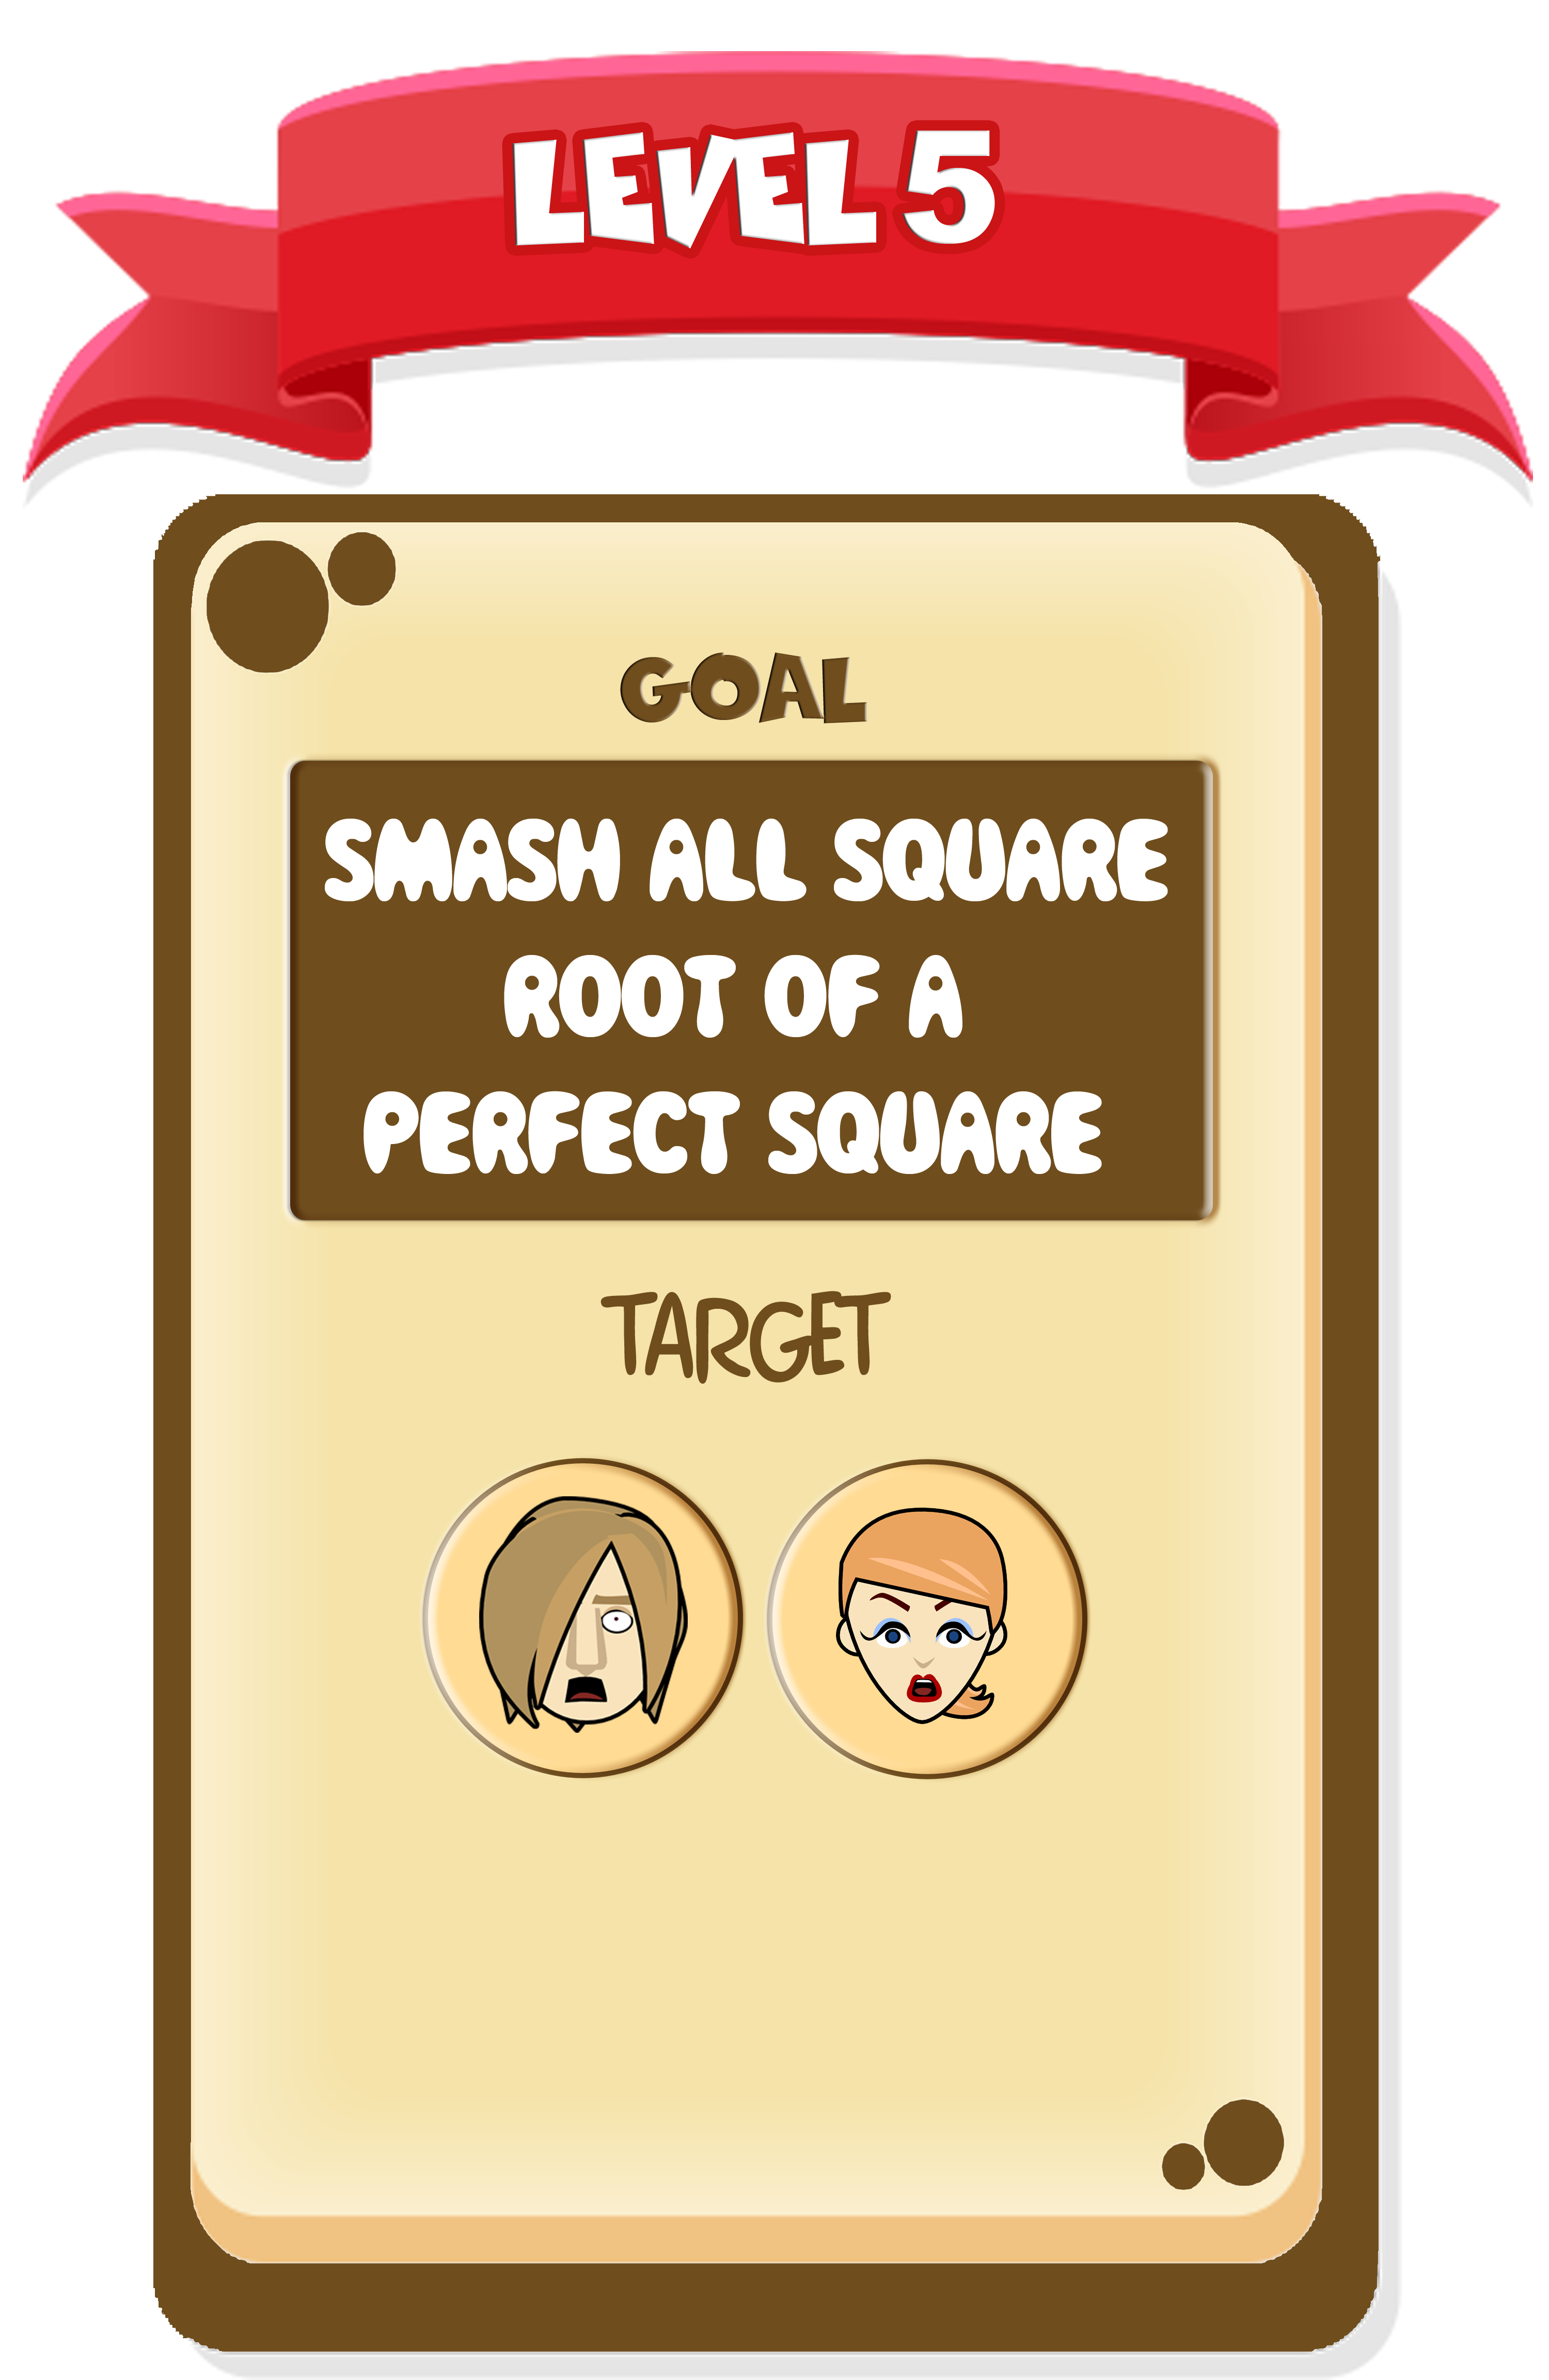 LEVEL 5
GOAL
SMASH ALL SQUARE
ROOT OF A
PERFECT SQUARE
TARGET